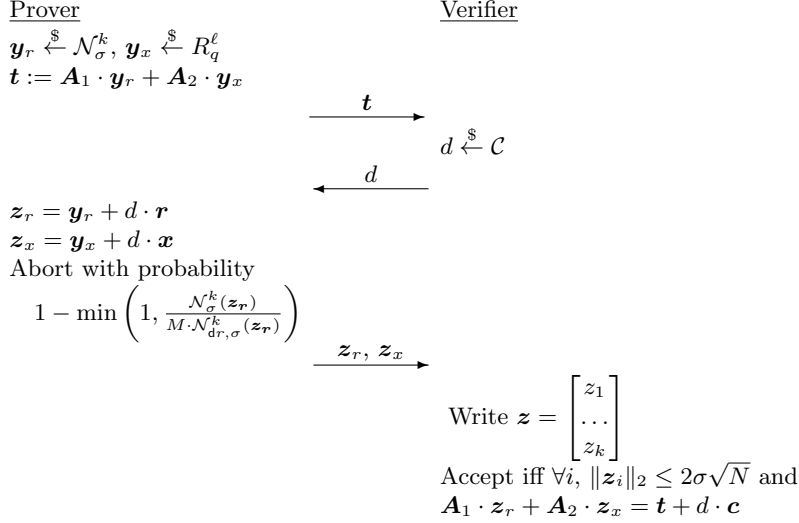 Prover
Verifier
𝒚_r ←$ 𝒩_σ^k, 𝒚_x ←$ R_q^ℓ
𝒕 := 𝑨_1 · 𝒚_r + 𝑨_2 · 𝒚_x
𝒕
d ←$ 𝒞
d
𝒛_r = 𝒚_r + d · 𝒓
𝒛_x = 𝒚_x + d · 𝒙
Abort with probability
1 − min(1, 𝒩_σ^k(𝒛_𝒓) / M·𝒩_{dr,σ}^k(𝒛_𝒓))
𝒛_r, 𝒛_x
Write 𝒛 = [z_1 … z_k]
Accept iff ∀i, ‖𝒛_i‖_2 ≤ 2σ√N and
𝑨_1 · 𝒛_r + 𝑨_2 · 𝒛_x = 𝒕 + d · 𝒄